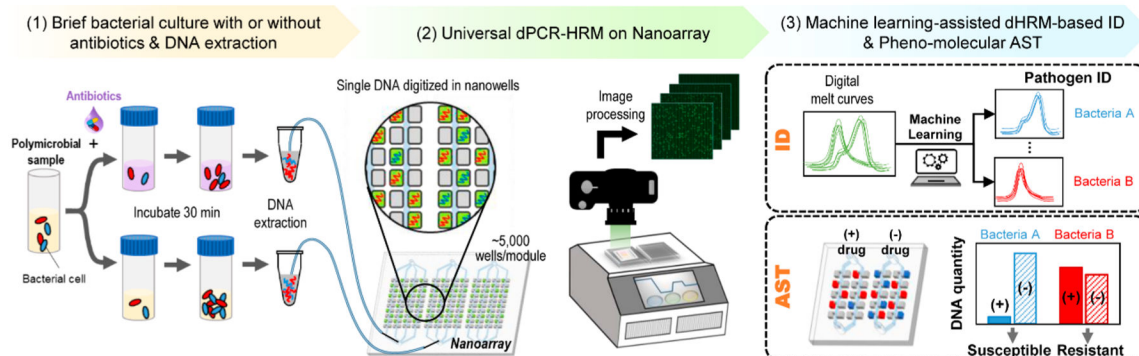 (1) Brief bacterial culture with or without
antibiotics & DNA extraction
(2) Universal dPCR-HRM on Nanoarray
(3) Machine learning-assisted dHRM-based ID
& Pheno-molecular AST
Antibiotics
+
Polymicrobial
sample
Incubate 30 min
Bacterial cell
DNA
extraction
Single DNA digitized in nanowells
~5,000
wells/module
Nanoarray
Image
processing
ID
Digital
melt curves
Machine
Learning
Pathogen ID
Bacteria A
⋮
Bacteria B
AST
(+)
drug
(-)
drug
DNA quantity
Bacteria A
Bacteria B
(+)
(-)
(+)
(-)
Susceptible
Resistant